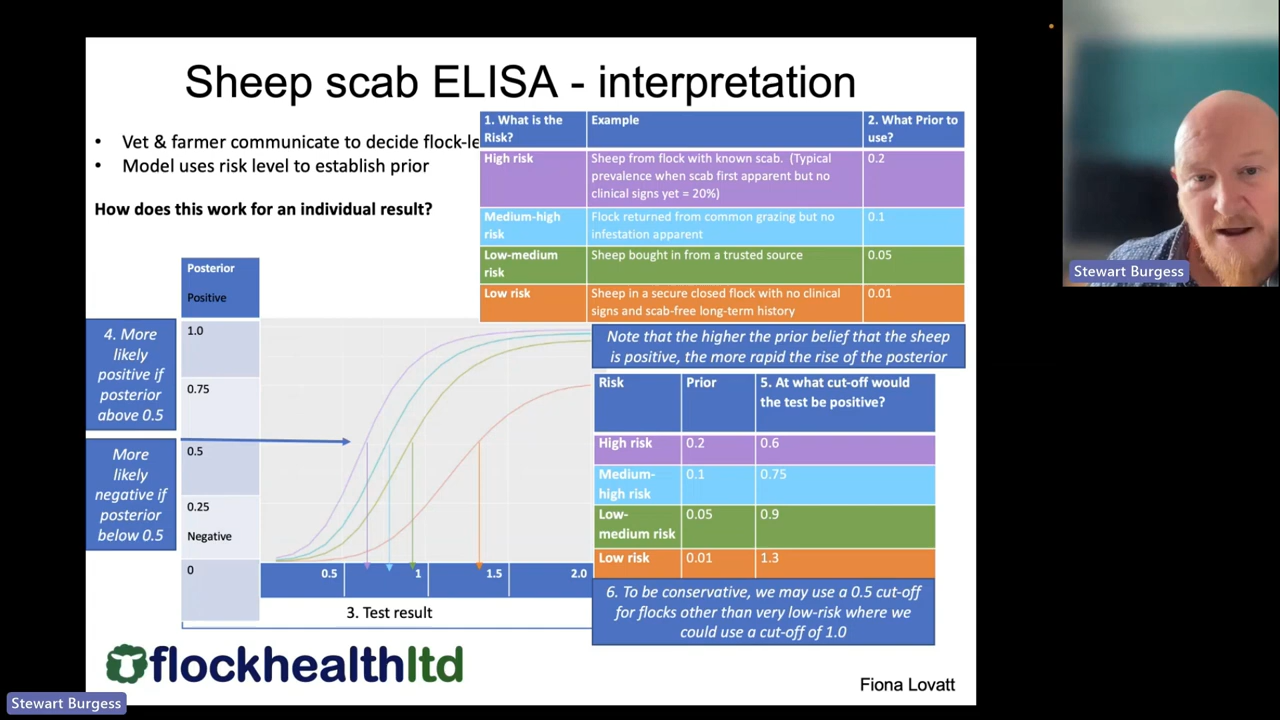 Sheep scab ELISA - interpretation
• Vet & farmer communicate to decide flock-le
• Model uses risk level to establish prior
How does this work for an individual result?
1. What is the Risk?
Example
2. What Prior to use?
High risk
Sheep from flock with known scab. (Typical
prevalence when scab first apparent but no
clinical signs yet = 20%)
0.2
Medium-high
risk
Flock returned from common grazing but no
infestation apparent
0.1
Low-medium
risk
Sheep bought in from a trusted source
0.05
Low risk
Sheep in a secure closed flock with no clinical
signs and scab-free long-term history
0.01
Note that the higher the prior belief that the sheep
is positive, the more rapid the rise of the posterior
Posterior
Positive
1.0
0.75
0.5
0.25
Negative
0
4. More
likely
positive if
posterior
above 0.5
More
likely
negative if
posterior
below 0.5
0.5
1
1.5
2.0
3. Test result
Risk
Prior
5. At what cut-off would
the test be positive?
High risk
0.2
0.6
Medium-
high risk
0.1
0.75
Low-
medium risk
0.05
0.9
Low risk
0.01
1.3
6. To be conservative, we may use a 0.5 cut-off
for flocks other than very low-risk where we
could use a cut-off of 1.0
flockhealthltd
Fiona Lovatt
Stewart Burgess
Stewart Burgess